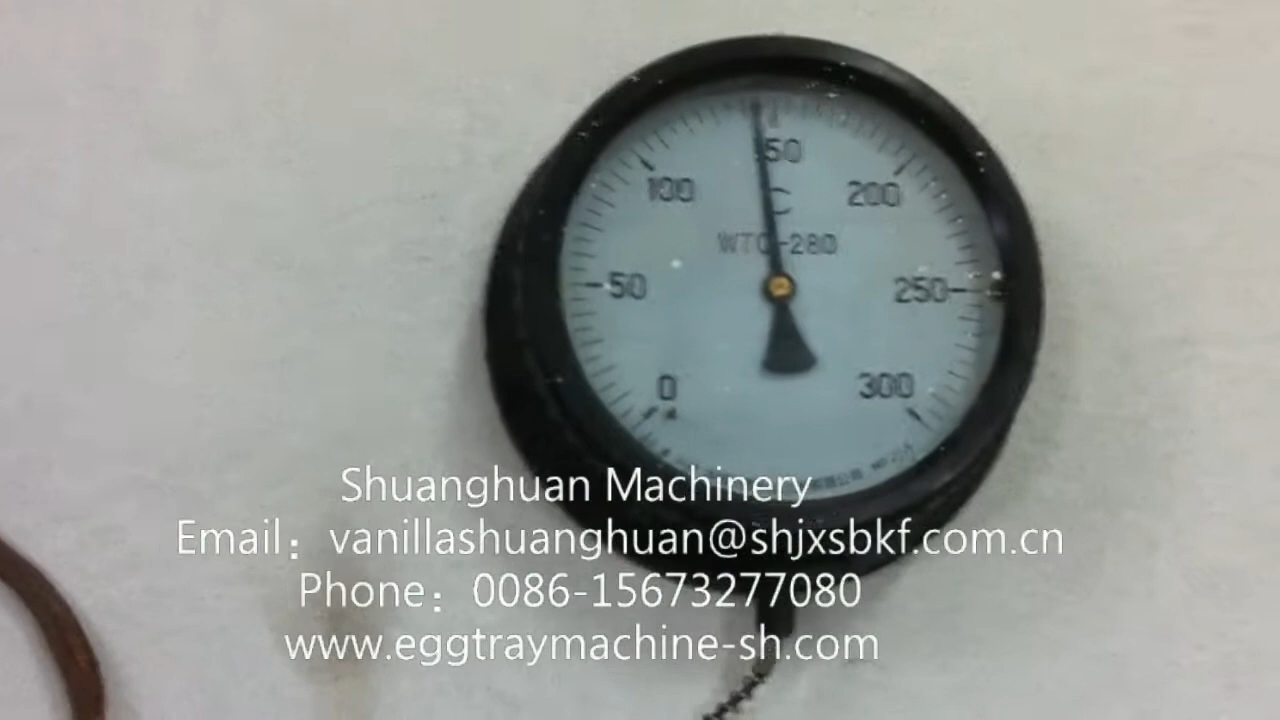 150
100
200
C
WTQ-280
50
250
0
300
Shuanghuan Machinery
Email：vanillashuanghuan@shjxsbkf.com.cn
Phone：0086-15673277080
www.eggtraymachine-sh.com